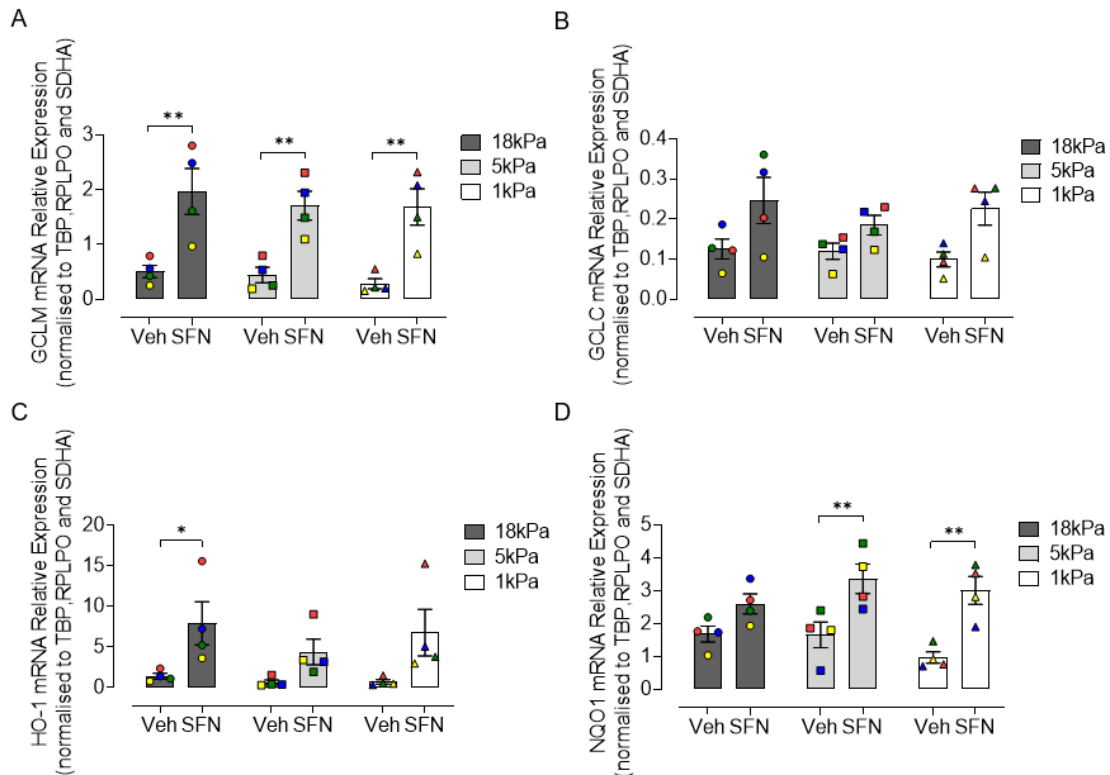 A
GCLM mRNA Relative Expression
(normalised to TBP,RPLPO and SDHA)
3
2
1
0
**
**
**
Veh SFN
Veh SFN
Veh SFN
18kPa
5kPa
1kPa
B
GCLC mRNA Relative Expression
(normalised to TBP,RPLPO and SDHA)
0.4
0.3
0.2
0.1
0.0
Veh SFN
Veh SFN
Veh SFN
18kPa
5kPa
1kPa
C
HO-1 mRNA Relative Expression
(normalised to TBP,RPLPO and SDHA)
20
15
10
5
0
*
Veh SFN
Veh SFN
Veh SFN
18kPa
5kPa
1kPa
D
NQO1 mRNA Relative Expression
(normalised to TBP,RPLPO and SDHA)
5
4
3
2
1
0
**
**
Veh SFN
Veh SFN
Veh SFN
18kPa
5kPa
1kPa